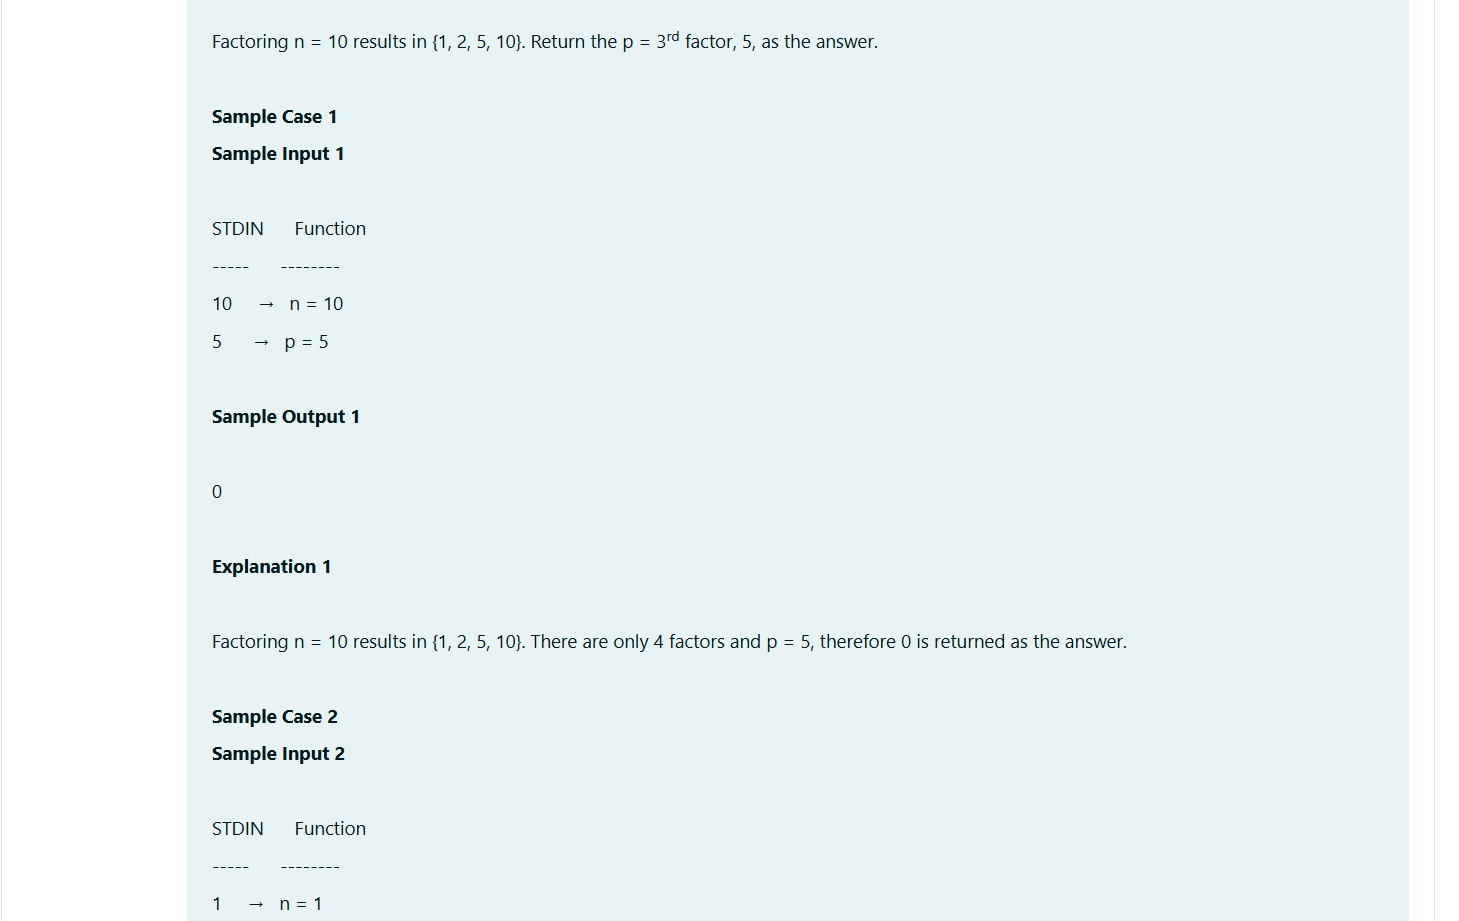 Factoring n = 10 results in {1, 2, 5, 10}. Return the p = 3rd factor, 5, as the answer.
Sample Case 1
Sample Input 1
STDIN Function
----- --------
10 → n = 10
5 → p = 5
Sample Output 1
0
Explanation 1
Factoring n = 10 results in {1, 2, 5, 10}. There are only 4 factors and p = 5, therefore 0 is returned as the answer.
Sample Case 2
Sample Input 2
STDIN Function
----- --------
1 → n = 1